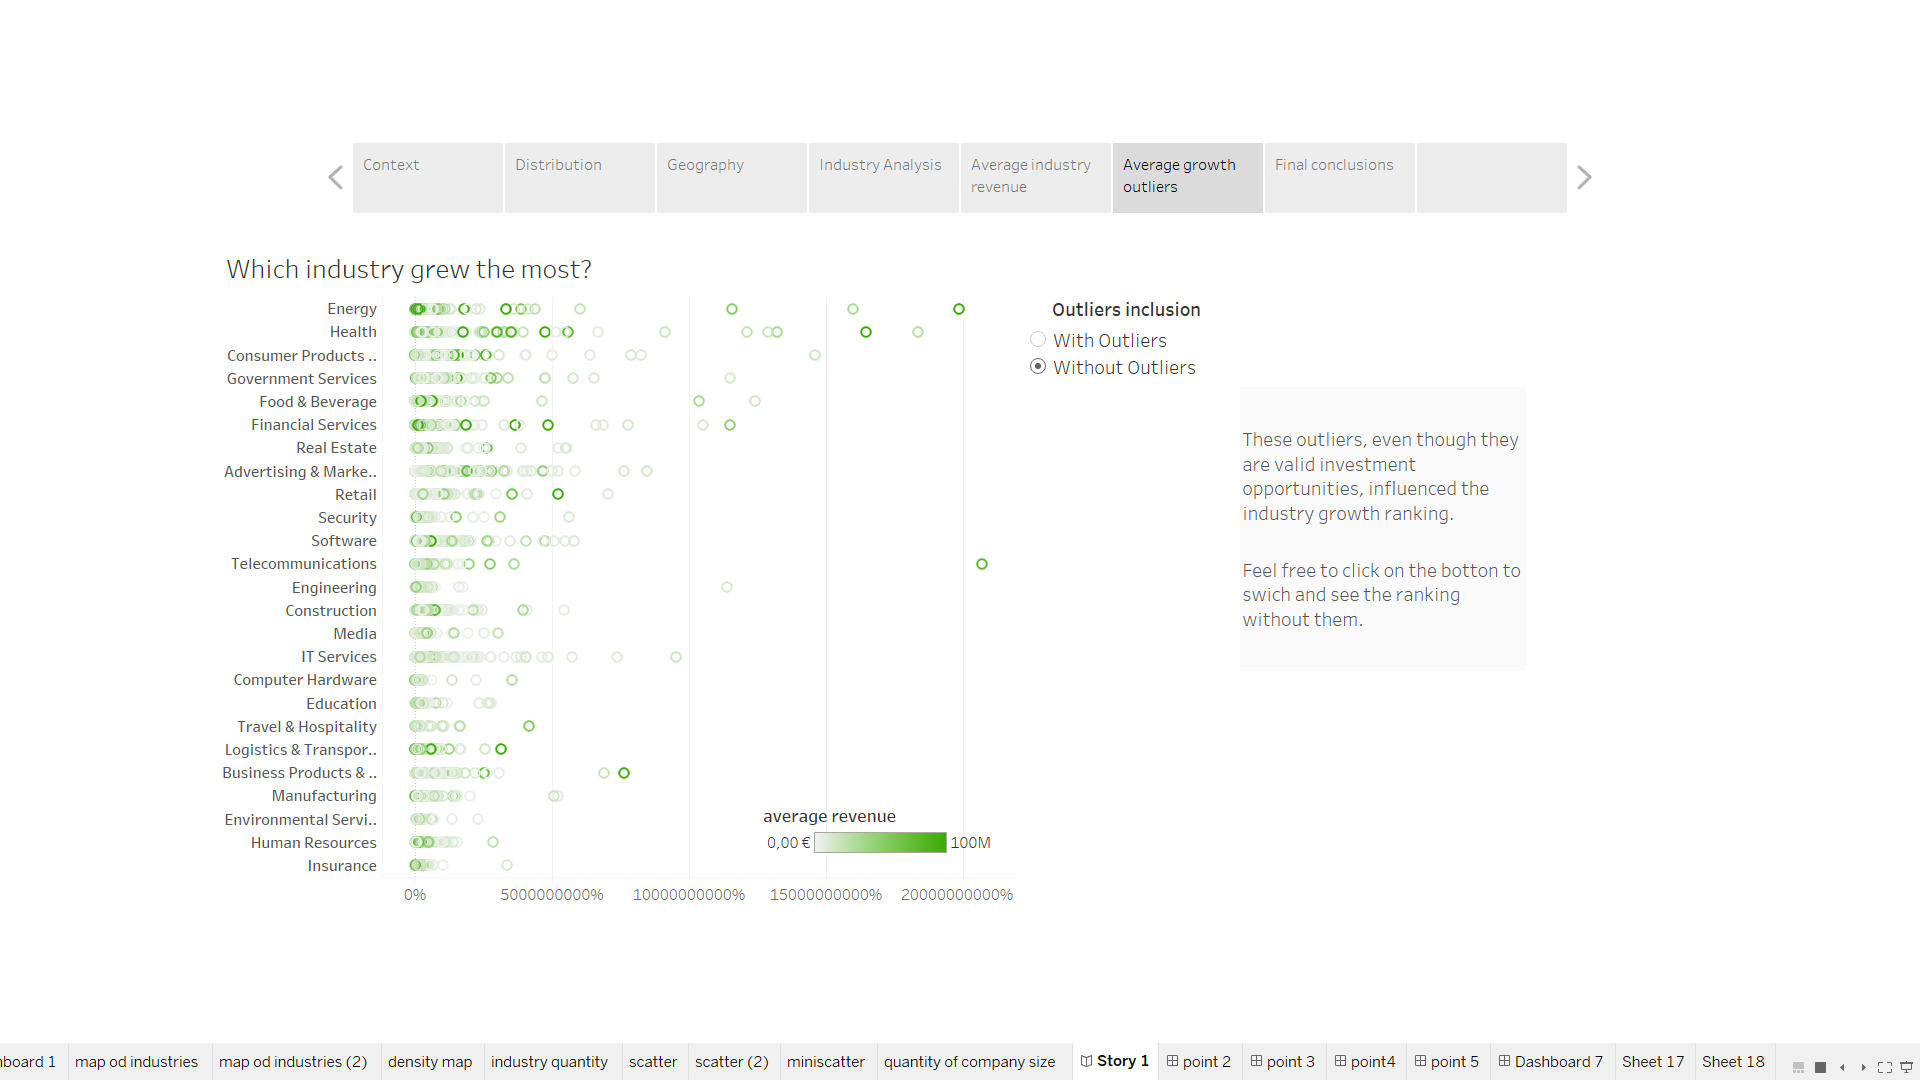 Context
Distribution
Geography
Industry Analysis
Average industry
revenue
Average growth
outliers
Final conclusions
Which industry grew the most?
Energy
Health
Consumer Products ..
Government Services
Food & Beverage
Financial Services
Real Estate
Advertising & Marke..
Retail
Security
Software
Telecommunications
Engineering
Construction
Media
IT Services
Computer Hardware
Education
Travel & Hospitality
Logistics & Transpor..
Business Products & ..
Manufacturing
Environmental Servi..
Human Resources
Insurance
0%
5000000000%
10000000000%
15000000000%
20000000000%
average revenue
0,00 €
100M
Outliers inclusion
With Outliers
Without Outliers
These outliers, even though they
are valid investment
opportunities, influenced the
industry growth ranking.
Feel free to click on the botton to
swich and see the ranking
without them.
board 1
map od industries
map od industries (2)
density map
industry quantity
scatter
scatter (2)
miniscatter
quantity of company size
Story 1
point 2
point 3
point4
point 5
Dashboard 7
Sheet 17
Sheet 18